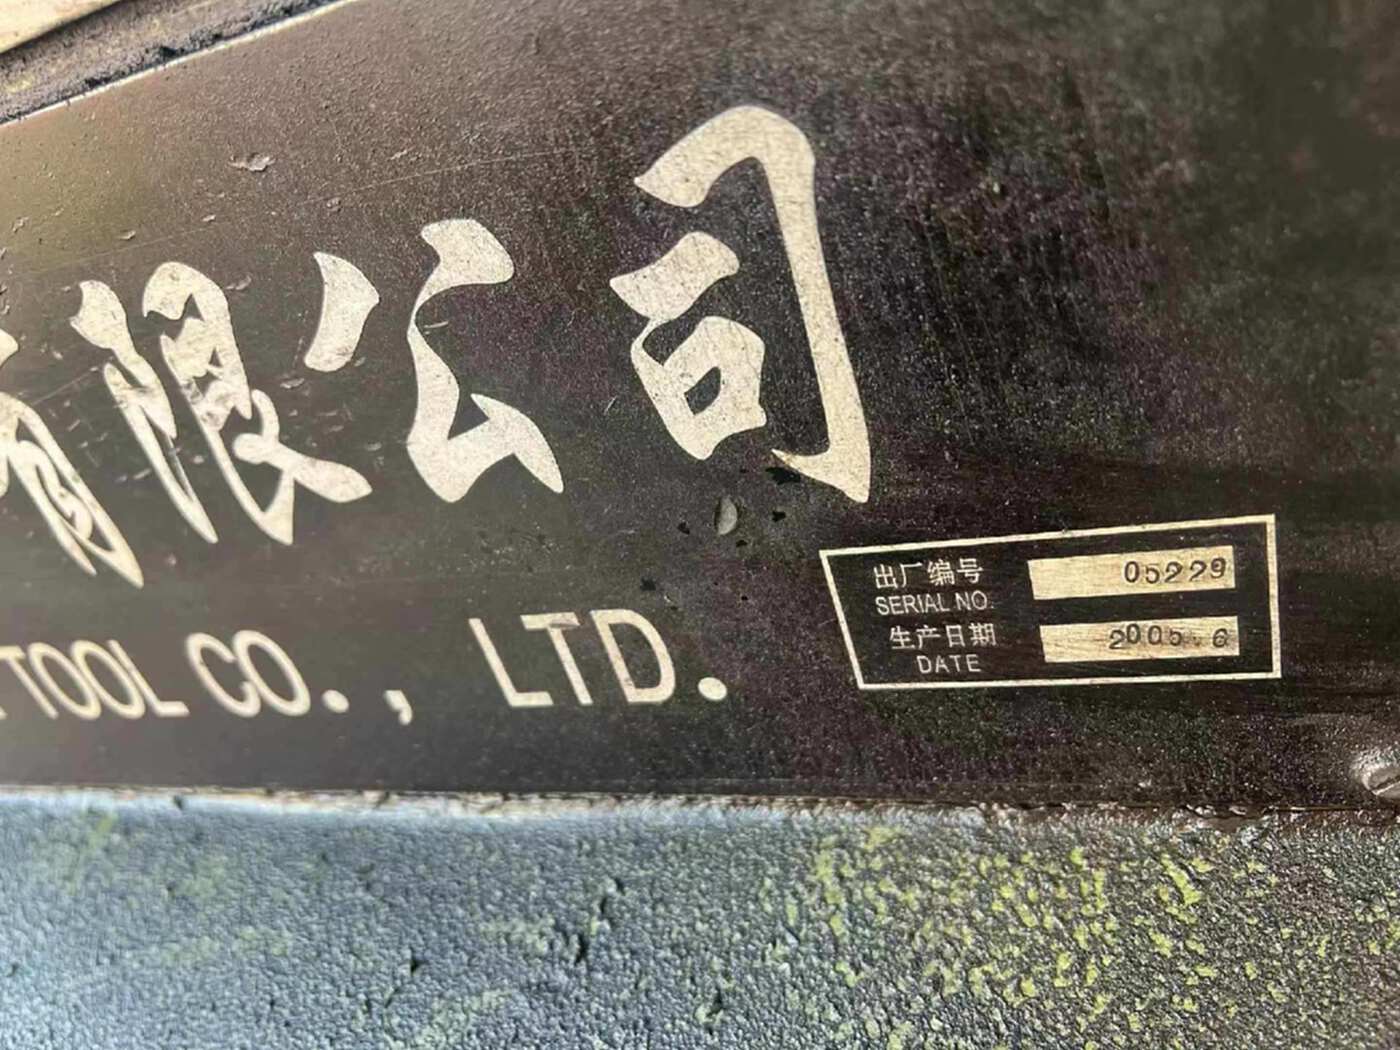 有限公司
TOOL CO., LTD.
出厂编号 05229
SERIAL NO.
生产日期 2005.6
DATE